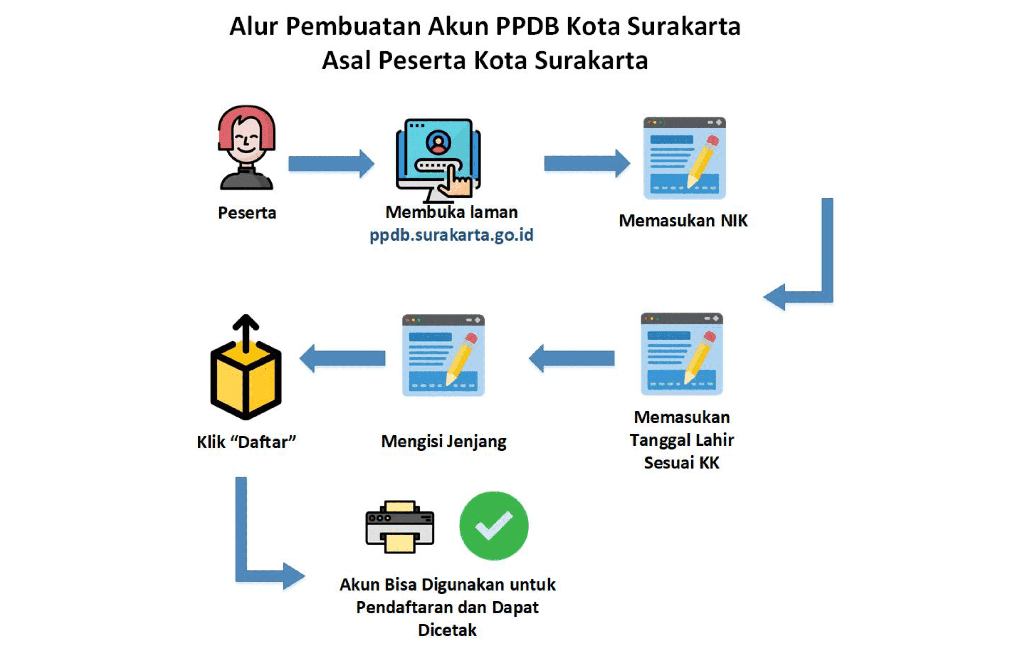 Alur Pembuatan Akun PPDB Kota Surakarta
Asal Peserta Kota Surakarta
Peserta
Membuka laman
ppdb.surakarta.go.id
Memasukan NIK
Memasukan
Tanggal Lahir
Sesuai KK
Mengisi Jenjang
Klik “Daftar”
Akun Bisa Digunakan untuk
Pendaftaran dan Dapat
Dicetak